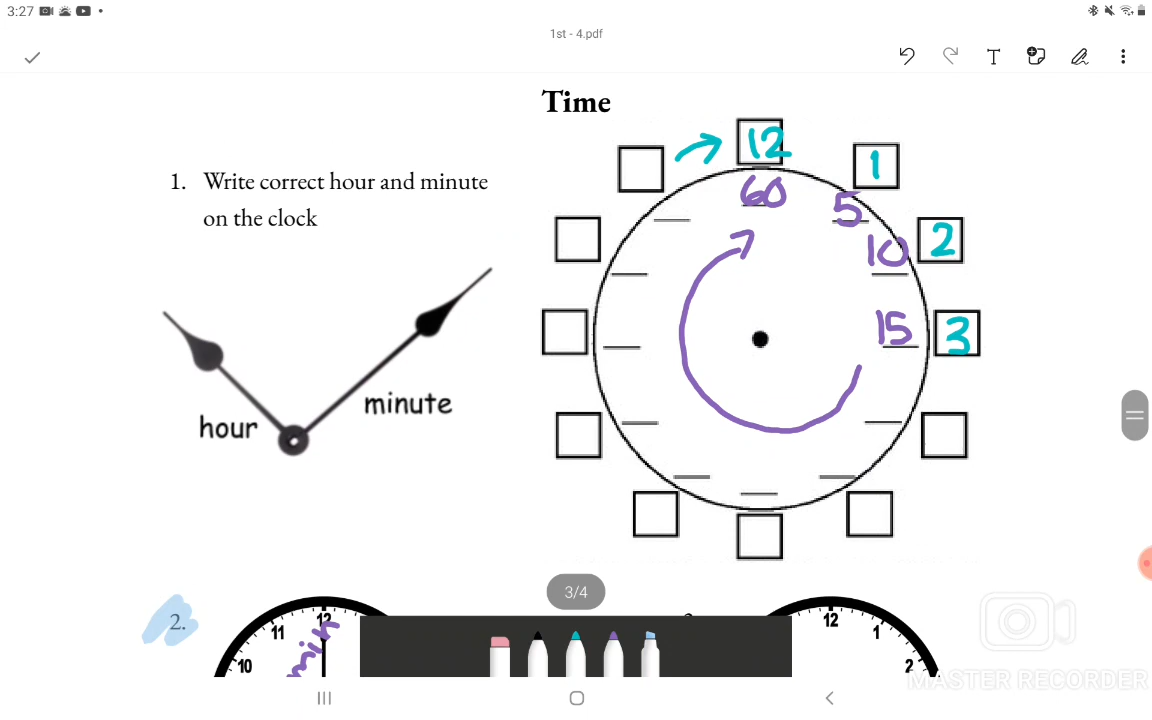 3:27
1st - 4.pdf
T
Time
1. Write correct hour and minute
on the clock
hour
minute
12
1
2
3
60
5
10
15
3/4
2.
12
11
10
min
12
1
2
MASTER RECORDER